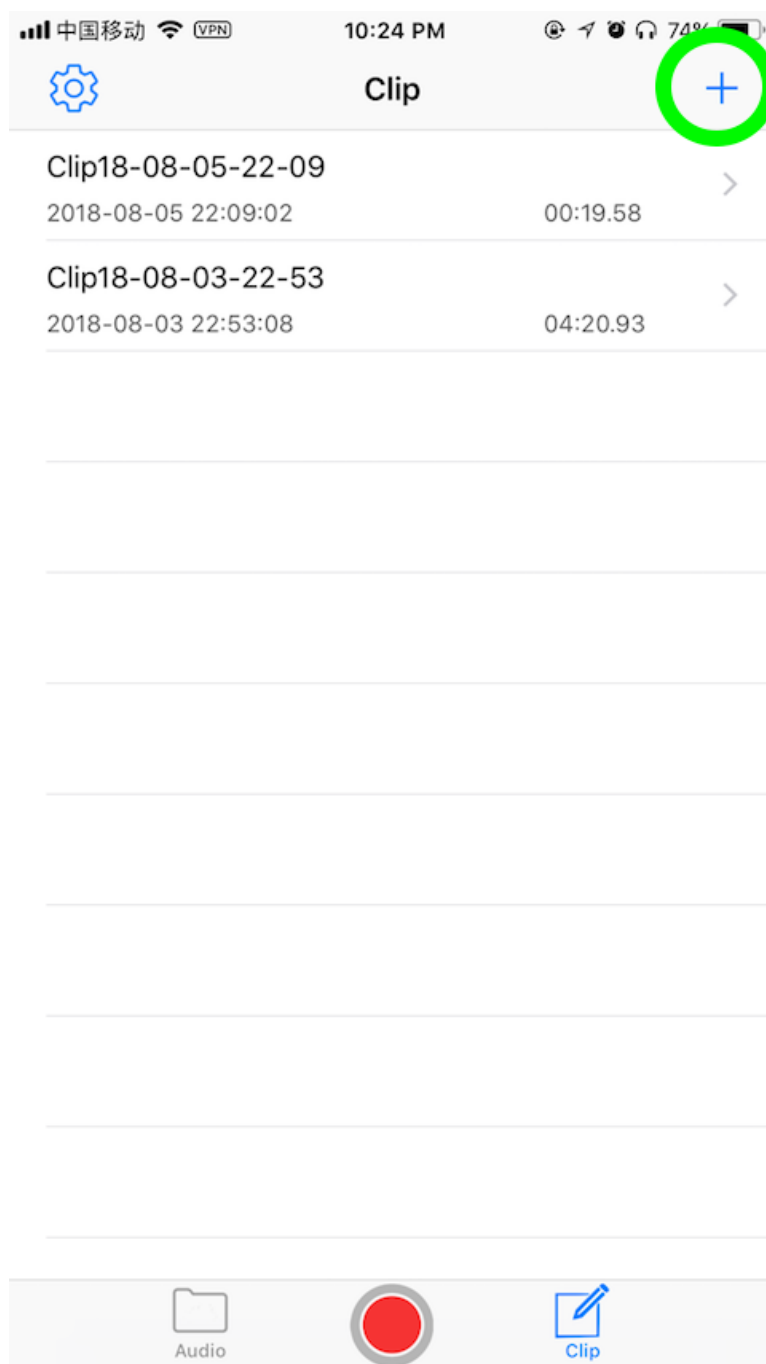 中国移动 VPN 10:24 PM 74%
Clip
Clip18-08-05-22-09
2018-08-05 22:09:02 00:19.58
Clip18-08-03-22-53
2018-08-03 22:53:08 04:20.93
Audio Clip